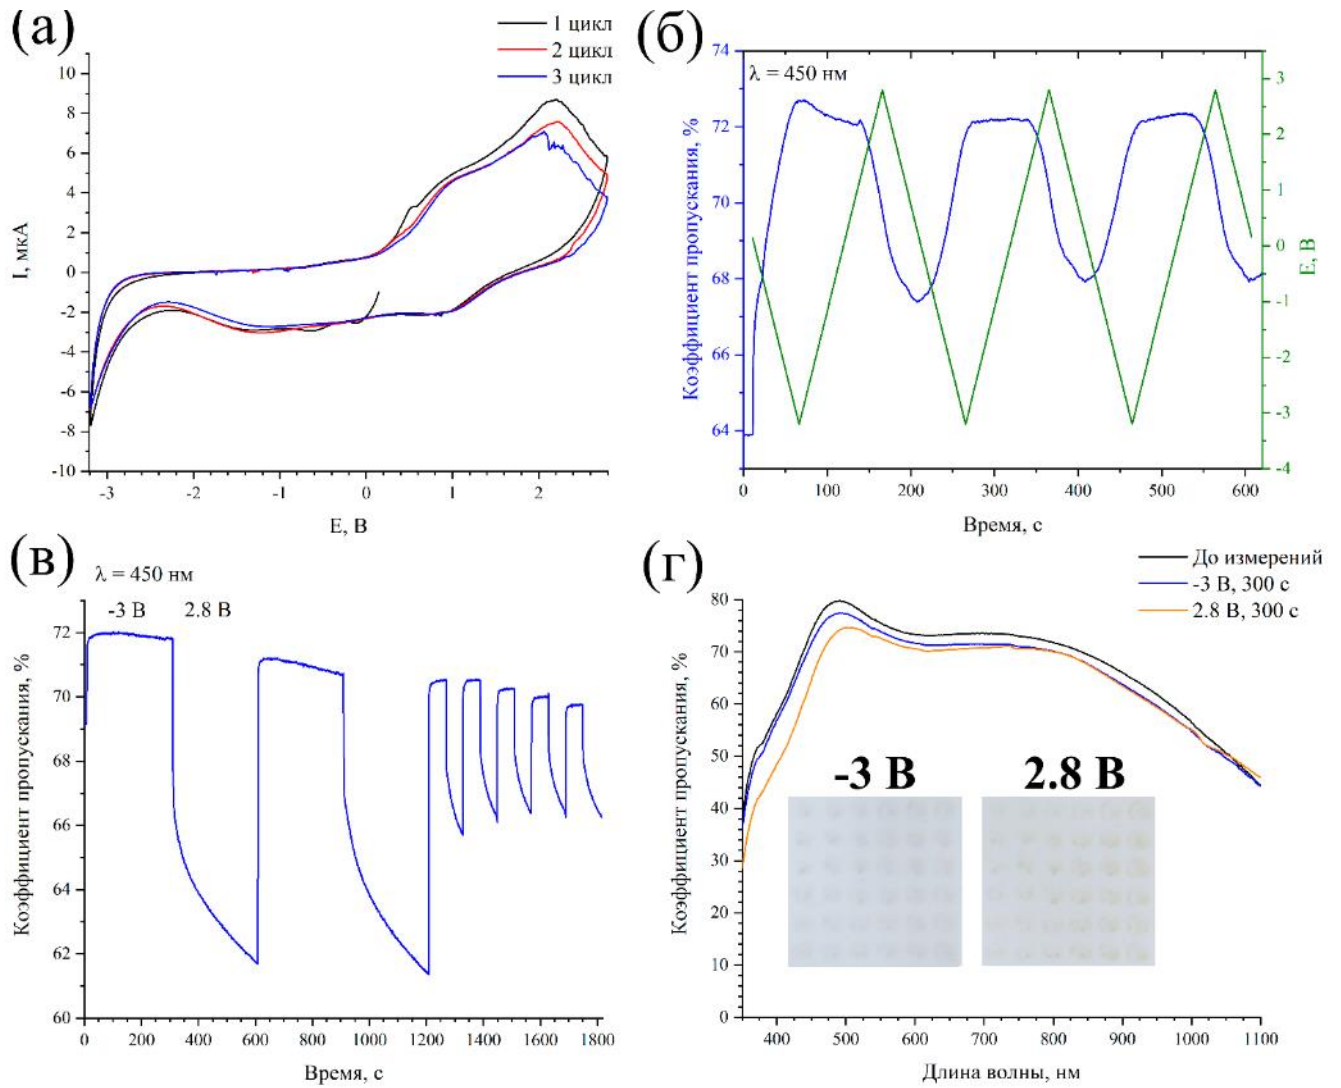 (а)
1 цикл
2 цикл
3 цикл
10
8
6
4
2
0
-2
-4
-6
-8
-10
I, мкА
-3
-2
-1
0
1
2
E, В
(б)
λ = 450 нм
74
72
70
68
66
64
Коэффициент пропускания, %
3
2
1
0
-1
-2
-3
-4
E, В
0
100
200
300
400
500
600
Время, с
(в)
λ = 450 нм
-3 В
2.8 В
72
70
68
66
64
62
60
Коэффициент пропускания, %
0
200
400
600
800
1000
1200
1400
1600
1800
Время, с
(г)
До измерений
-3 В, 300 с
2.8 В, 300 с
80
70
60
50
40
30
20
10
0
Коэффициент пропускания, %
-3 В
2.8 В
400
500
600
700
800
900
1000
1100
Длина волны, нм